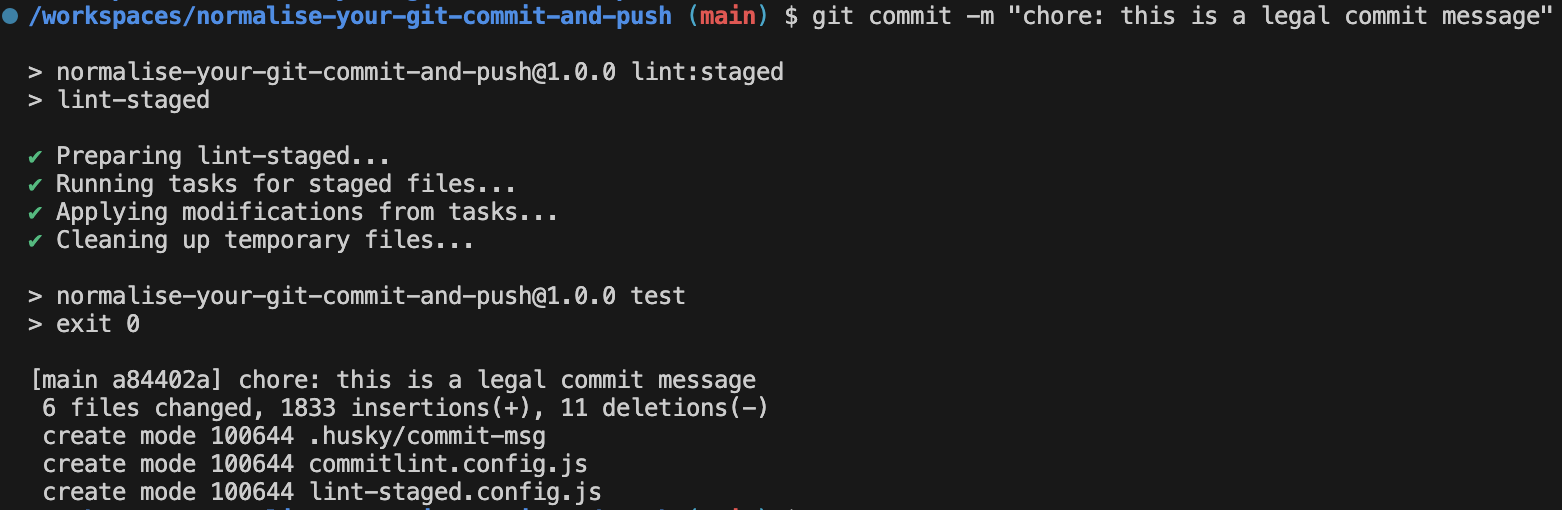 /workspaces/normalise-your-git-commit-and-push (main) $ git commit -m "chore: this is a legal commit message"
> normalise-your-git-commit-and-push@1.0.0 lint:staged
> lint-staged
✔ Preparing lint-staged...
✔ Running tasks for staged files...
✔ Applying modifications from tasks...
✔ Cleaning up temporary files...
> normalise-your-git-commit-and-push@1.0.0 test
> exit 0
[main a84402a] chore: this is a legal commit message
6 files changed, 1833 insertions(+), 11 deletions(-)
create mode 100644 .husky/commit-msg
create mode 100644 commitlint.config.js
create mode 100644 lint-staged.config.js